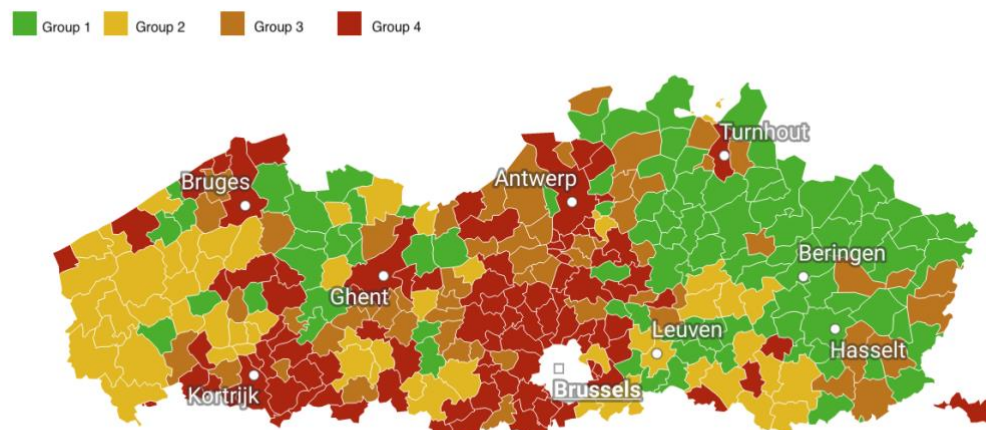 Group 1 Group 2 Group 3 Group 4
Turnhout
Bruges
Antwerp
Beringen
Ghent
Leuven
Hasselt
Kortrijk
Brussels